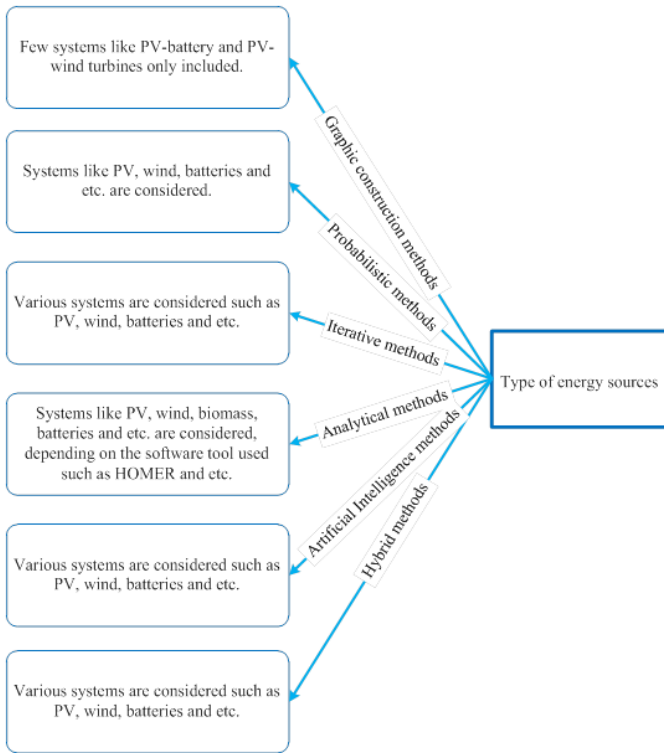 Few systems like PV-battery and PV-
wind turbines only included.
Graphic construction methods
Systems like PV, wind, batteries and
etc. are considered.
Probabilistic methods
Various systems are considered such as
PV, wind, batteries and etc.
Iterative methods
Type of energy sources
Systems like PV, wind, biomass,
batteries and etc. are considered,
depending on the software tool used
such as HOMER and etc.
Analytical methods
Artificial Intelligence methods
Various systems are considered such as
PV, wind, batteries and etc.
Hybrid methods
Various systems are considered such as
PV, wind, batteries and etc.